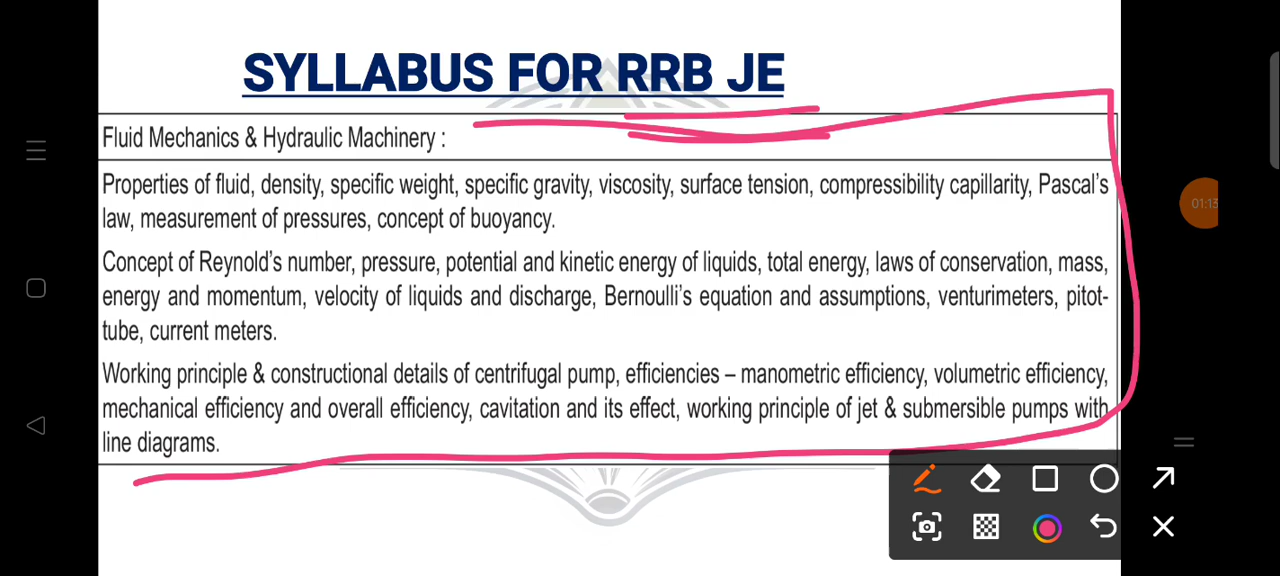 SYLLABUS FOR RRB JE
Fluid Mechanics & Hydraulic Machinery :
Properties of fluid, density, specific weight, specific gravity, viscosity, surface tension, compressibility capillarity, Pascal's
law, measurement of pressures, concept of buoyancy.
Concept of Reynold's number, pressure, potential and kinetic energy of liquids, total energy, laws of conservation, mass,
energy and momentum, velocity of liquids and discharge, Bernoulli's equation and assumptions, venturimeters, pitot-
tube, current meters.
Working principle & constructional details of centrifugal pump, efficiencies – manometric efficiency, volumetric efficiency,
mechanical efficiency and overall efficiency, cavitation and its effect, working principle of jet & submersible pumps with
line diagrams.
01:13